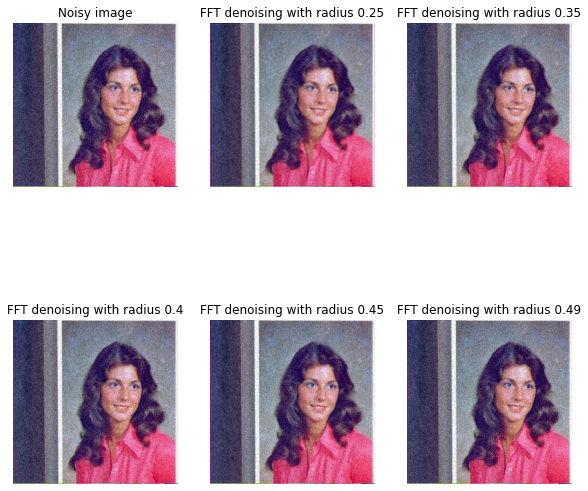 Noisy image
FFT denoising with radius 0.25
FFT denoising with radius 0.35
FFT denoising with radius 0.4
FFT denoising with radius 0.45
FFT denoising with radius 0.49